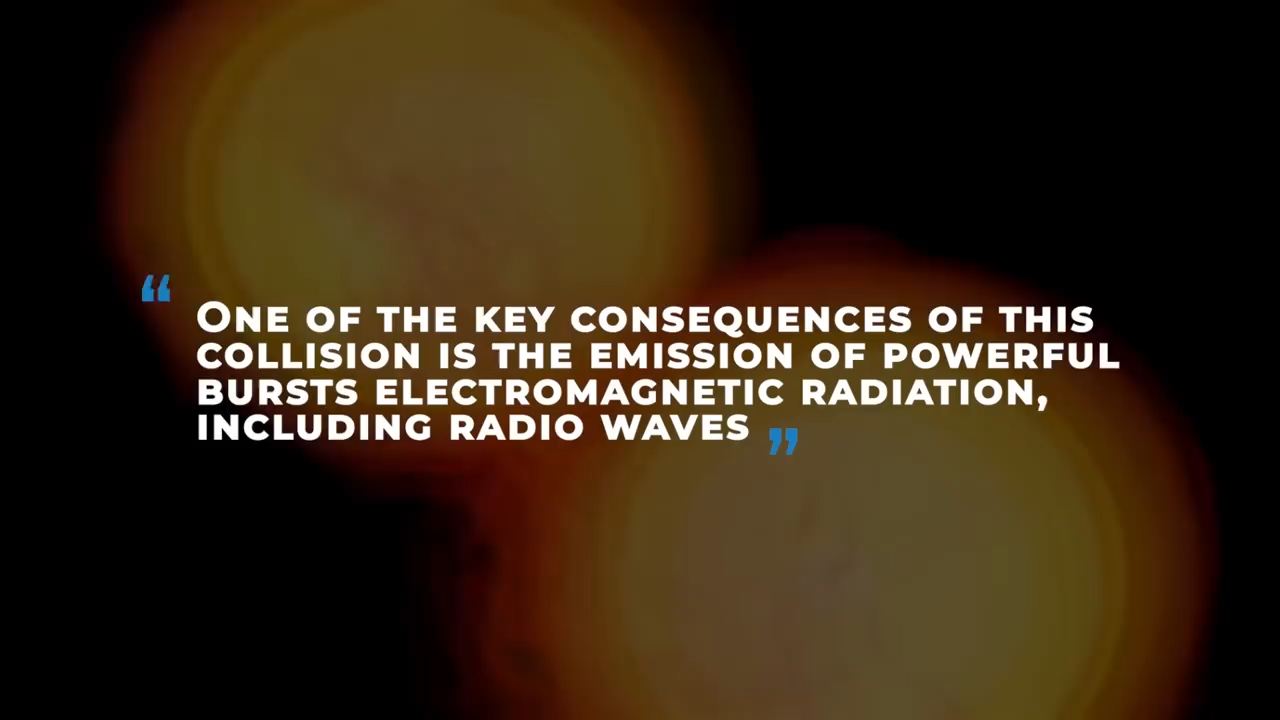 “ One of the key consequences of this
collision is the emission of powerful
bursts electromagnetic radiation,
including radio waves ”